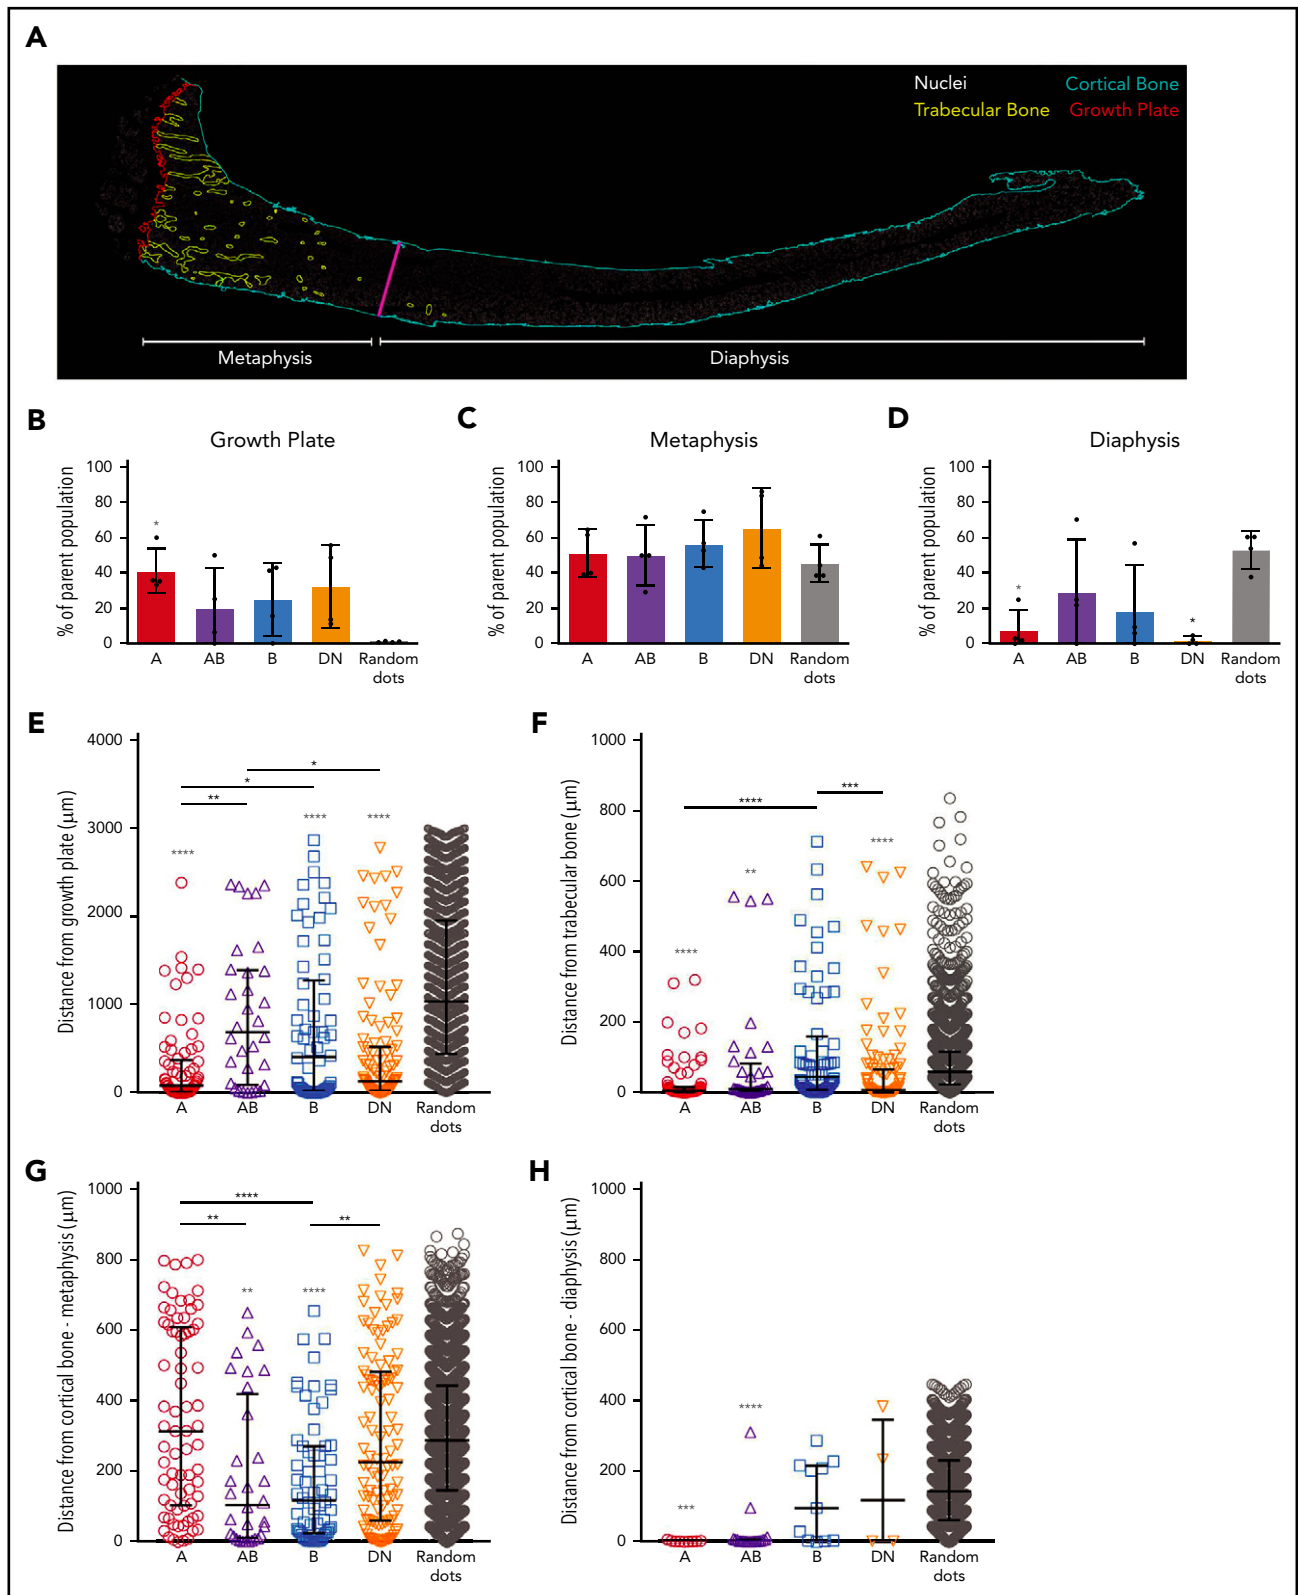 A
Nuclei Cortical Bone
Trabecular Bone Growth Plate
Metaphysis Diaphysis
B
Growth Plate
% of parent population
100
80
60
40
20
0
*
A AB B DN Random
dots
C
Metaphysis
% of parent population
100
80
60
40
20
0
A AB B DN Random
dots
D
Diaphysis
% of parent population
100
80
60
40
20
0
* *
A AB B DN Random
dots
E
Distance from growth plate (μm)
4000
3000
2000
1000
0
*
*
**
**** **** ****
A AB B DN Random
dots
F
Distance from trabecular bone (μm)
1000
800
600
400
200
0
***
****
**** ** ****
A AB B DN Random
dots
G
Distance from cortical bone - metaphysis (μm)
1000
800
600
400
200
0
****
** **
** ****
A AB B DN Random
dots
H
Distance from cortical bone - diaphysis (μm)
1000
800
600
400
200
0
*** ****
A AB B DN Random
dots